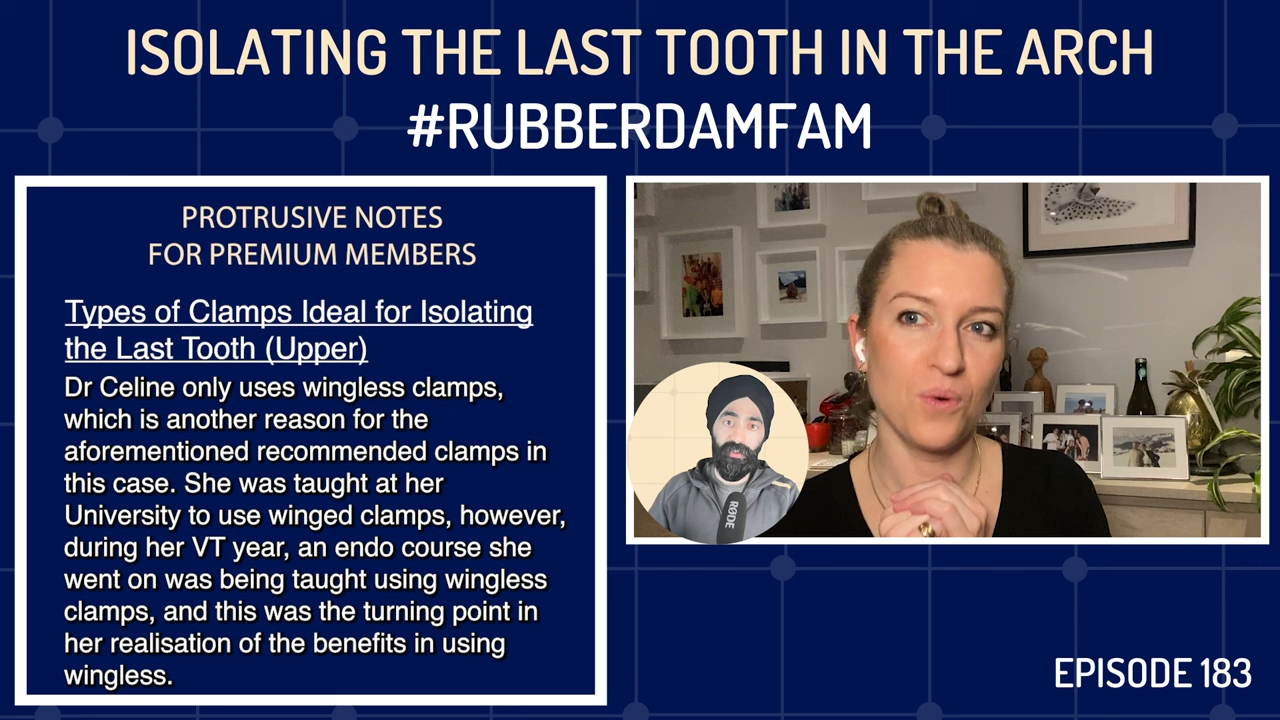 ISOLATING THE LAST TOOTH IN THE ARCH
#RUBBERDAMFAM
PROTRUSIVE NOTES
FOR PREMIUM MEMBERS
Types of Clamps Ideal for Isolating
the Last Tooth (Upper)
Dr Celine only uses wingless clamps,
which is another reason for the
aforementioned recommended clamps in
this case. She was taught at her
University to use winged clamps, however,
during her VT year, an endo course she
went on was being taught using wingless
clamps, and this was the turning point in
her realisation of the benefits in using
wingless.
RØDE
EPISODE 183